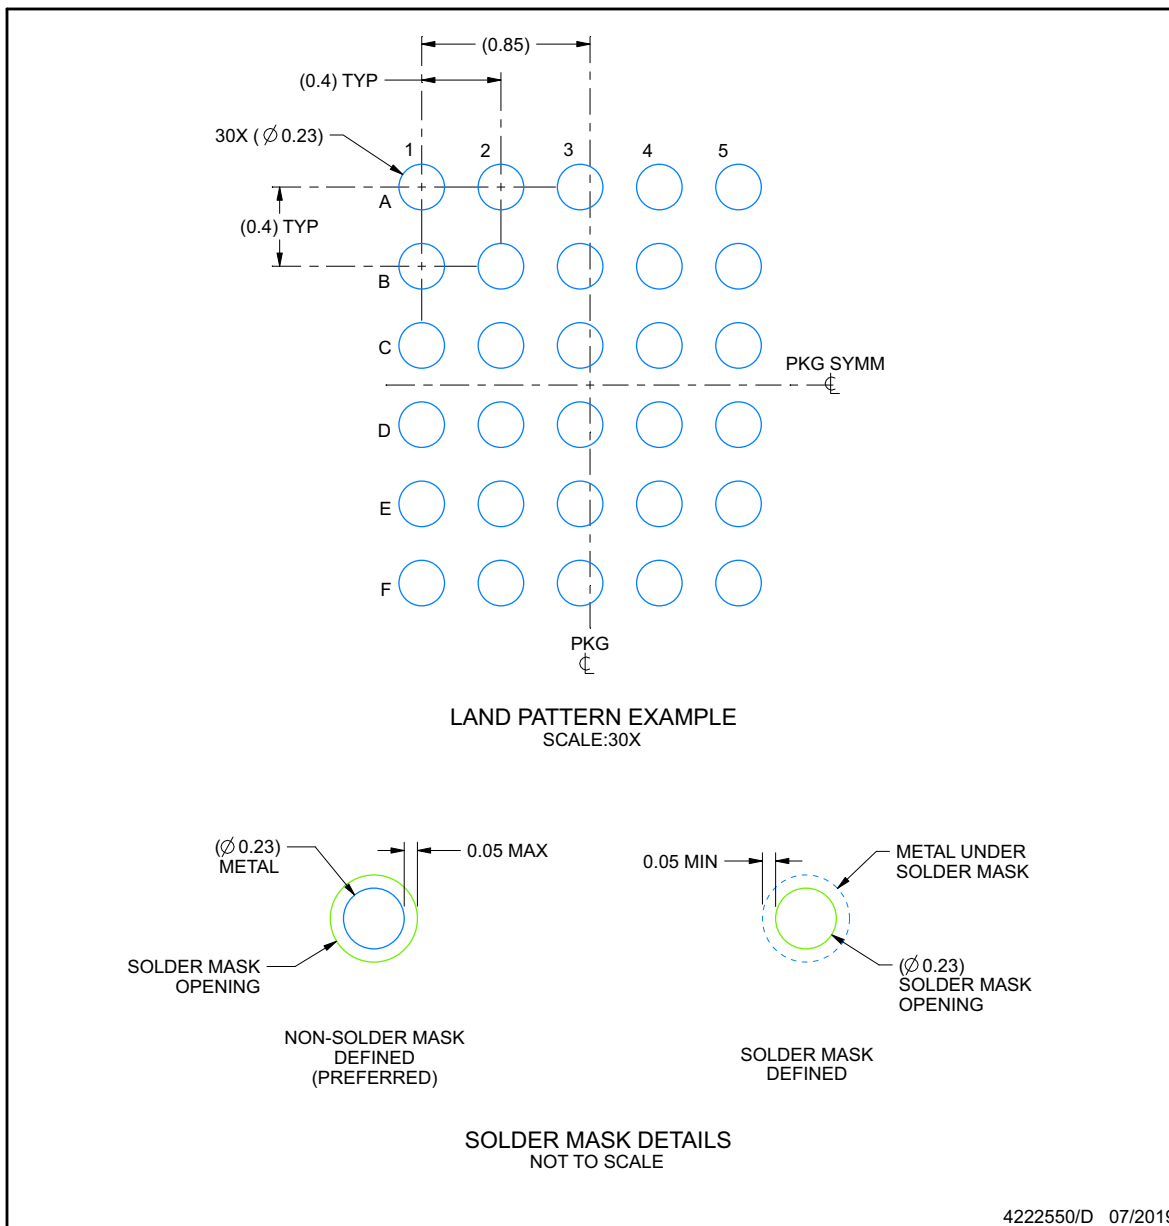 (0.85)
(0.4) TYP
30X (∅0.23)
1 2 3 4 5
A
(0.4) TYP
B
C
PKG SYMM
℄
D
E
F
PKG
℄
LAND PATTERN EXAMPLE
SCALE:30X
(∅0.23)
METAL
0.05 MAX
SOLDER MASK
OPENING
NON-SOLDER MASK
DEFINED
(PREFERRED)
0.05 MIN
METAL UNDER
SOLDER MASK
(∅0.23)
SOLDER MASK
OPENING
SOLDER MASK
DEFINED
SOLDER MASK DETAILS
NOT TO SCALE
4222550/D 07/2019